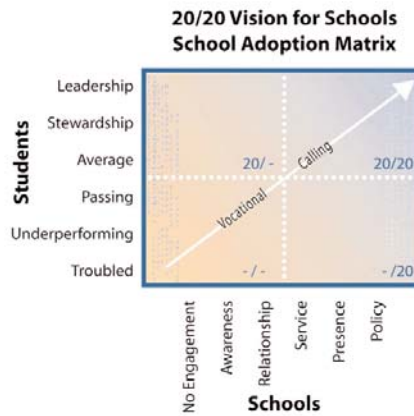 20/20 Vision for Schools
School Adoption Matrix
Students
Leadership
Stewardship
Average
Passing
Underperforming
Troubled
20/ -
20/20
- / -
- /20
Vocational Calling
No Engagement
Awareness
Relationship
Service
Presence
Policy
Schools